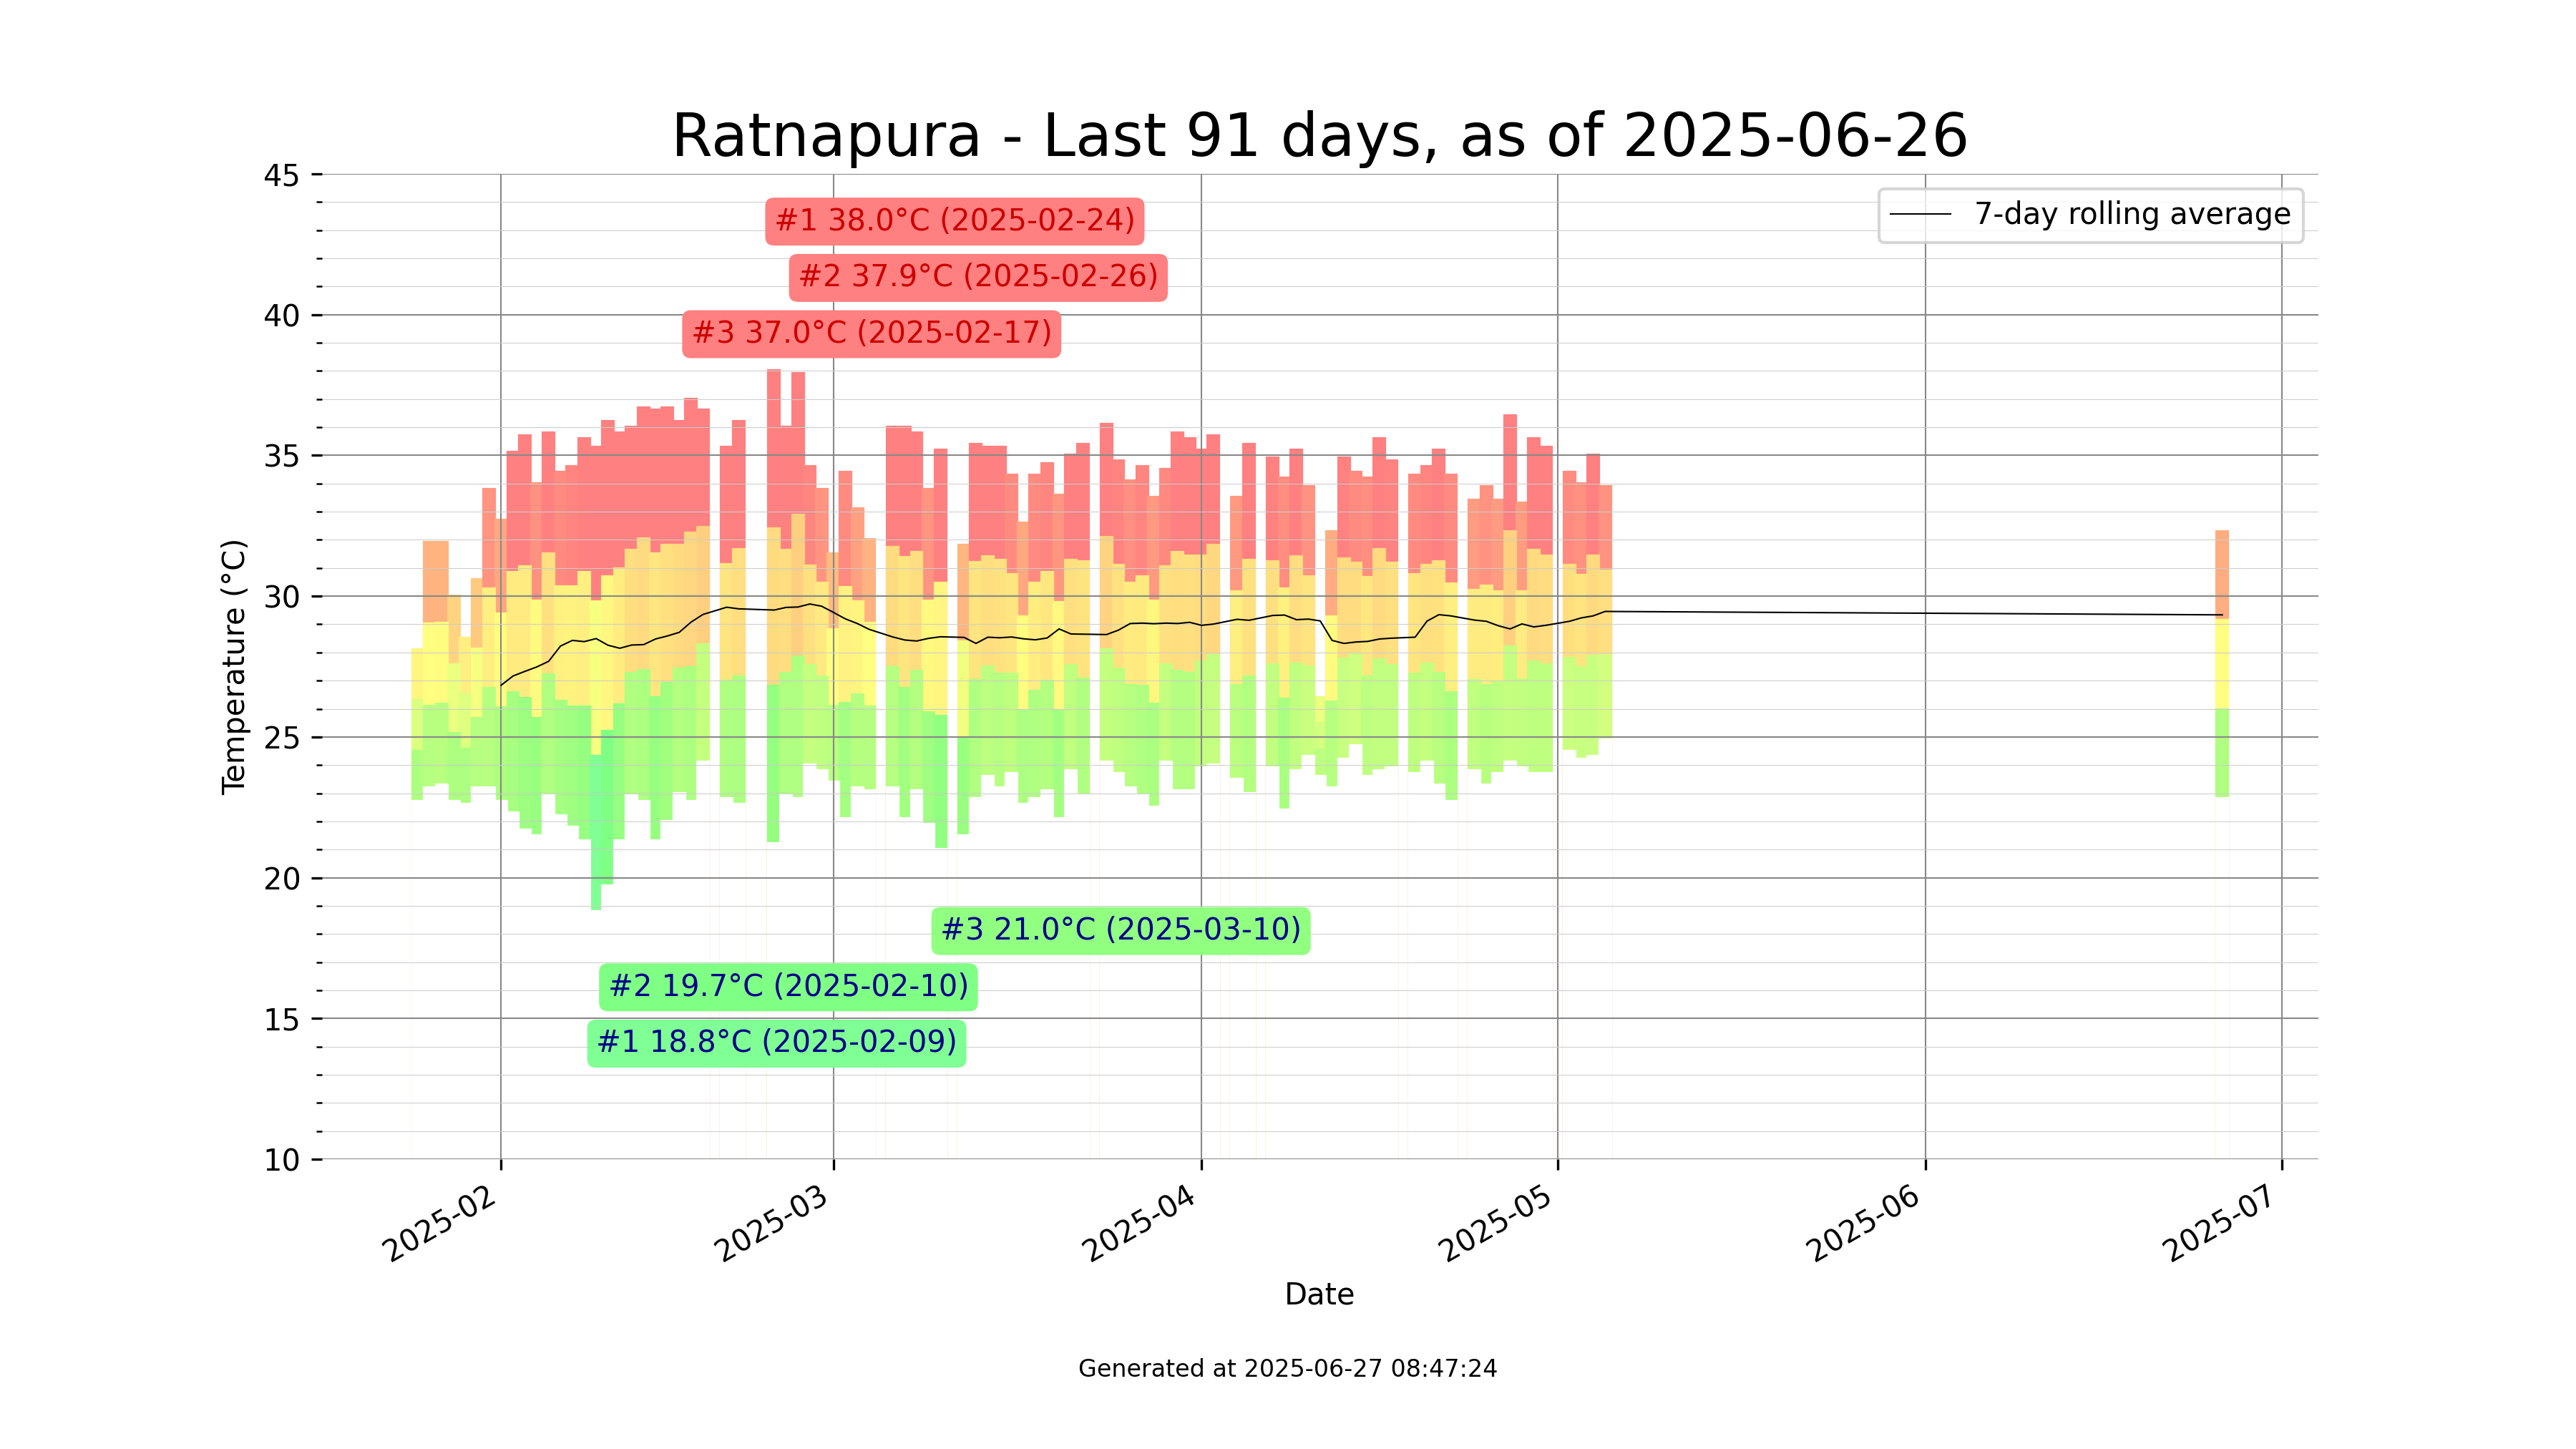 Ratnapura - Last 91 days, as of 2025-06-26
45
40
35
30
25
20
15
10
Temperature (°C)
7-day rolling average
#1 38.0°C (2025-02-24)
#2 37.9°C (2025-02-26)
#3 37.0°C (2025-02-17)
#3 21.0°C (2025-03-10)
#2 19.7°C (2025-02-10)
#1 18.8°C (2025-02-09)
2025-02
2025-03
2025-04
2025-05
2025-06
2025-07
Date
Generated at 2025-06-27 08:47:24